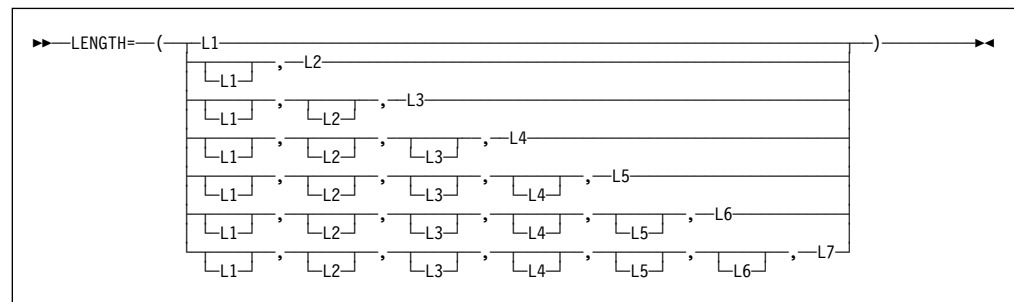 ►►──LENGTH=──(──L1──)──►◄
L1 , L2
L1 , L2 , L3
L1 , L2 , L3 , L4
L1 , L2 , L3 , L4 , L5
L1 , L2 , L3 , L4 , L5 , L6
L1 , L2 , L3 , L4 , L5 , L6 , L7